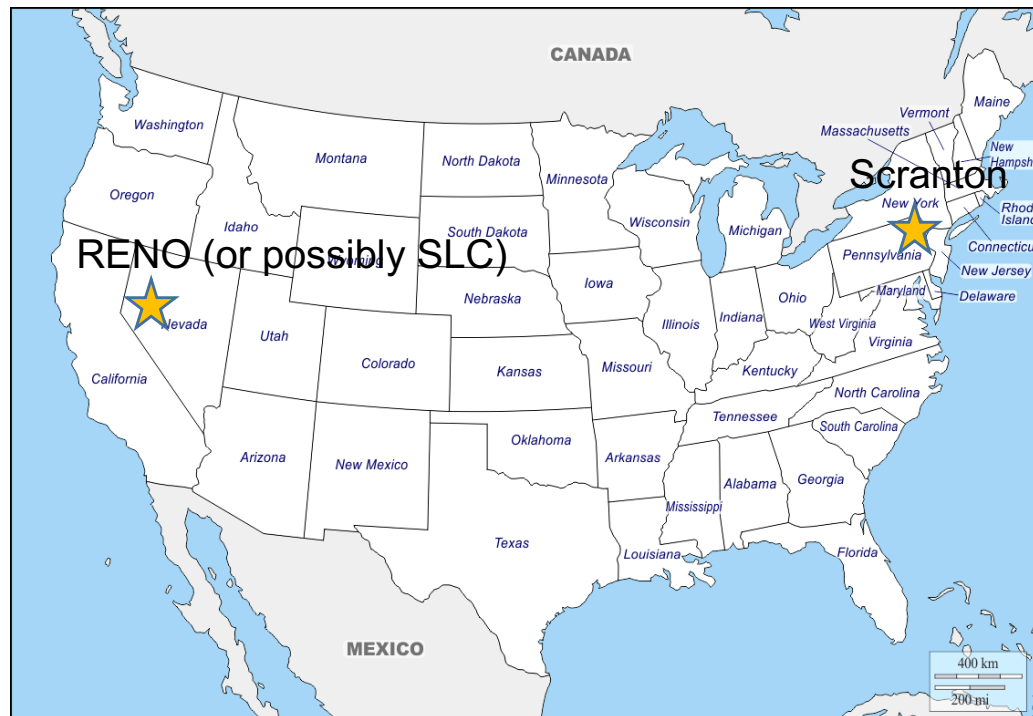 CANADA
Washington
Montana
North Dakota
Minnesota
Vermont
Maine
Massachusetts
New
Hampsh
Scranton
Oregon
Idaho
South Dakota
Wisconsin
Michigan
New York
Rhod
Island
RENO (or possibly SLC)
Wyoming
Connecticu
Pennsylvania
New Jersey
Iowa
Nebraska
Maryland
Delaware
Nevada
Utah
Illinois
Indiana
Ohio
West Virginia
Virginia
California
Colorado
Kansas
Missouri
Kentucky
North Carolina
Tennessee
South Carolina
Arizona
New Mexico
Oklahoma
Arkansas
Mississippi
Alabama
Georgia
Texas
Louisiana
Florida
MEXICO
400 km
200 mi